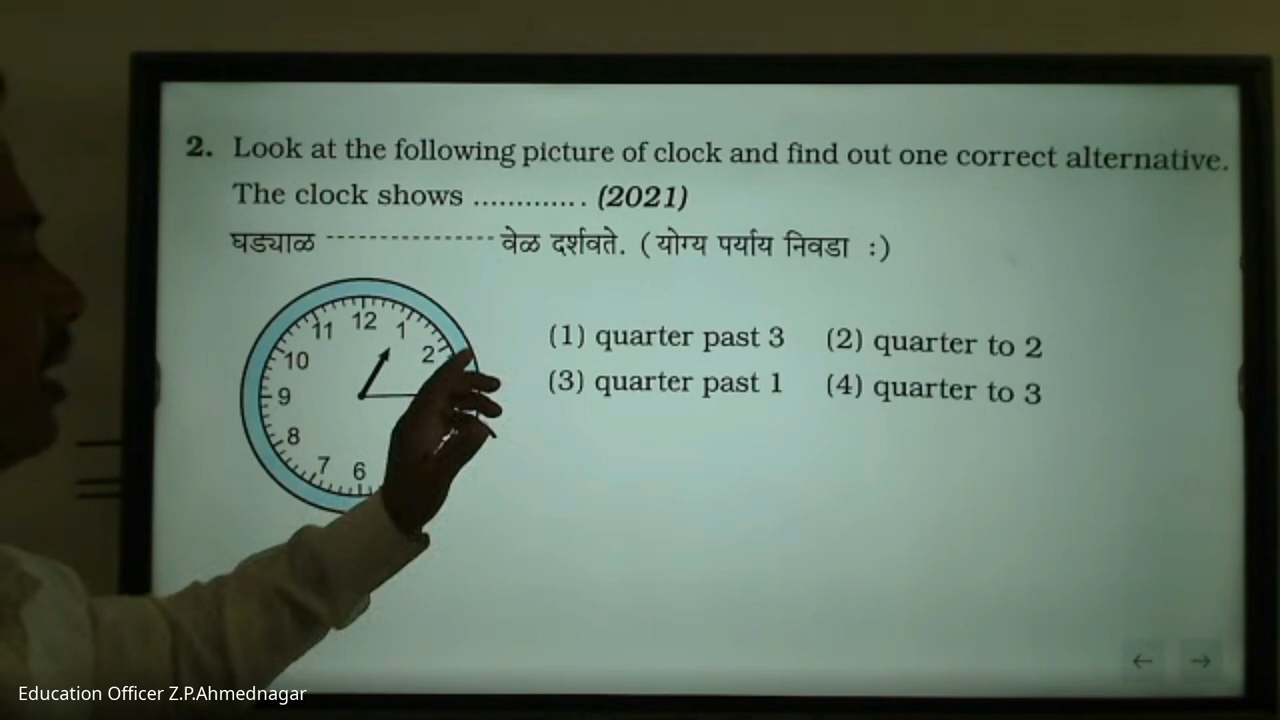 2. Look at the following picture of clock and find out one correct alternative.
The clock shows ............. (2021)
घड्याळ ----------------- वेळ दर्शवते. ( योग्य पर्याय निवडा :)
11 12 1
10 2
9
8
7 6
(1) quarter past 3 (2) quarter to 2
(3) quarter past 1 (4) quarter to 3
← →
Education Officer Z.P.Ahmednagar